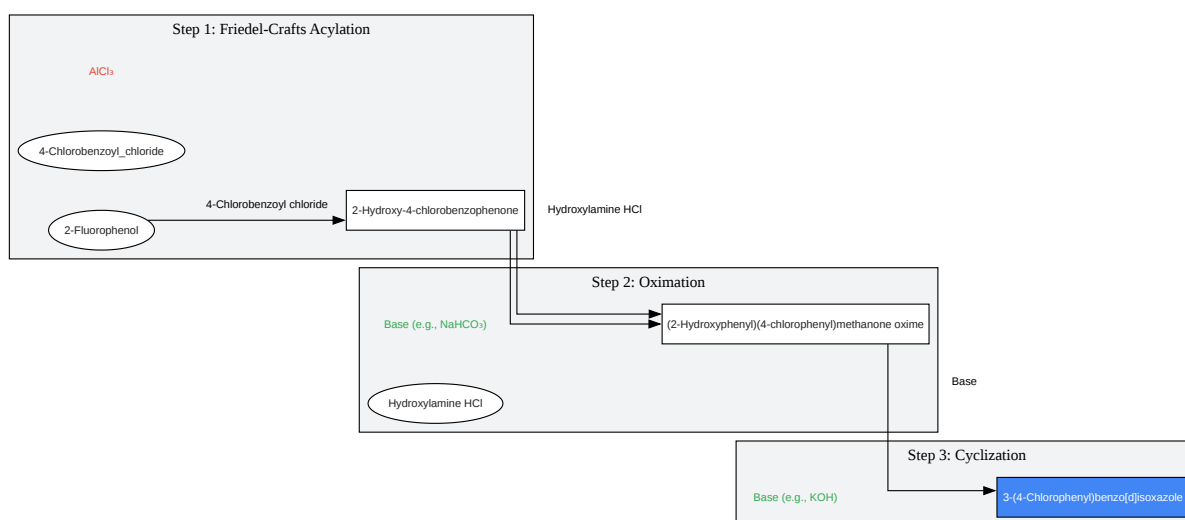 Step 1: Friedel-Crafts Acylation
AlCl₃
4-Chlorobenzoyl_chloride
4-Chlorobenzoyl chloride
2-Fluorophenol
2-Hydroxy-4-chlorobenzophenone
Hydroxylamine HCl
Step 2: Oximation
Base (e.g., NaHCO₃)
(2-Hydroxyphenyl)(4-chlorophenyl)methanone oxime
Hydroxylamine HCl
Base
Step 3: Cyclization
Base (e.g., KOH)
3-(4-Chlorophenyl)benzo[d]isoxazole